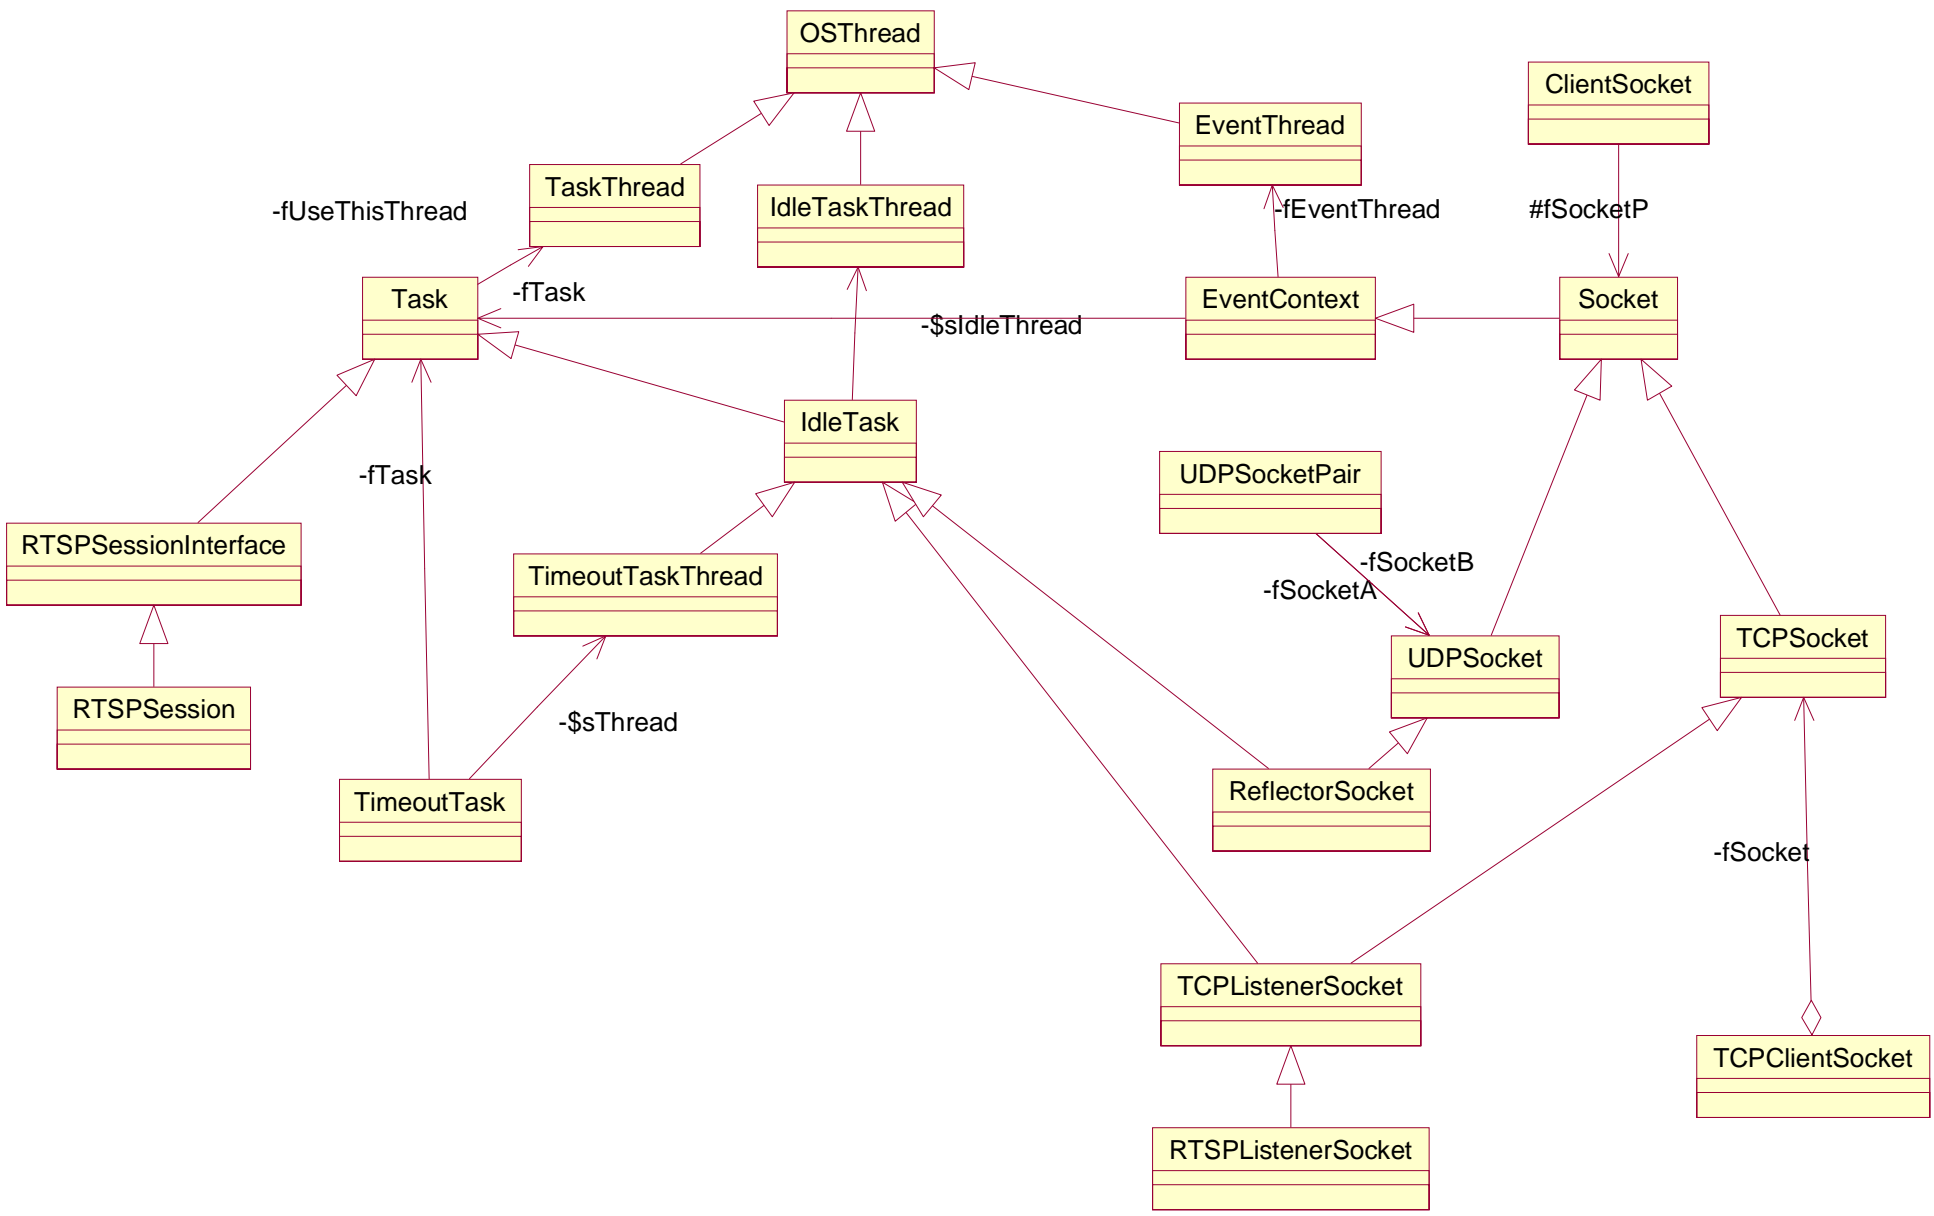 OSThread
ClientSocket
EventThread
TaskThread
IdleTaskThread
-fUseThisThread
-fEventThread
#fSocketP
Task
-fTask
EventContext
Socket
-$sIdleThread
IdleTask
-fTask
UDPSocketPair
RTSPSessionInterface
TimeoutTaskThread
-fSocketB
-fSocketA
TCPSocket
UDPSocket
RTSPSession
-$sThread
TimeoutTask
ReflectorSocket
-fSocket
TCPListenerSocket
TCPClientSocket
RTSPListenerSocket